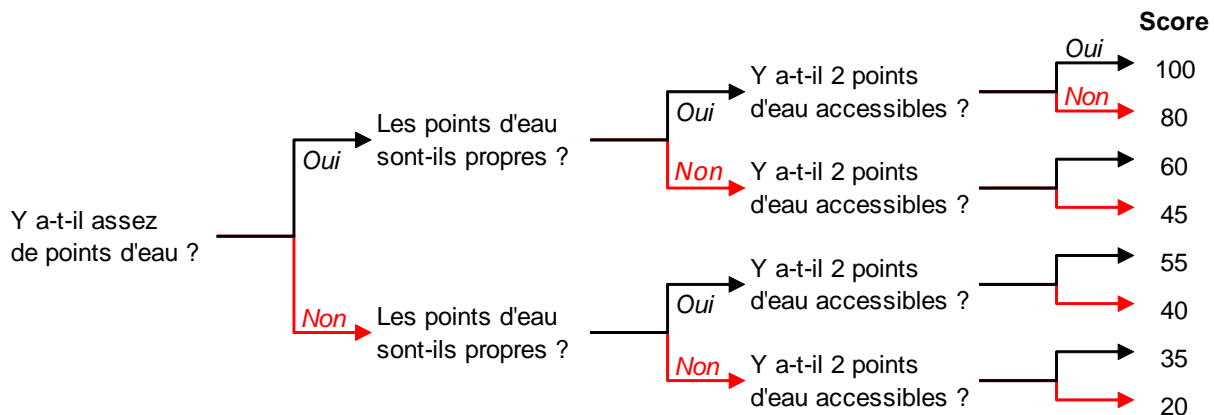 Score
Oui
100
Y a-t-il 2 points
d'eau accessibles ?
Oui
Non
80
Les points d'eau
sont-ils propres ?
Oui
Non
Y a-t-il 2 points
d'eau accessibles ?
60
45
Y a-t-il assez
de points d'eau ?
Non
Les points d'eau
sont-ils propres ?
Oui
Y a-t-il 2 points
d'eau accessibles ?
55
40
Non
Y a-t-il 2 points
d'eau accessibles ?
35
20